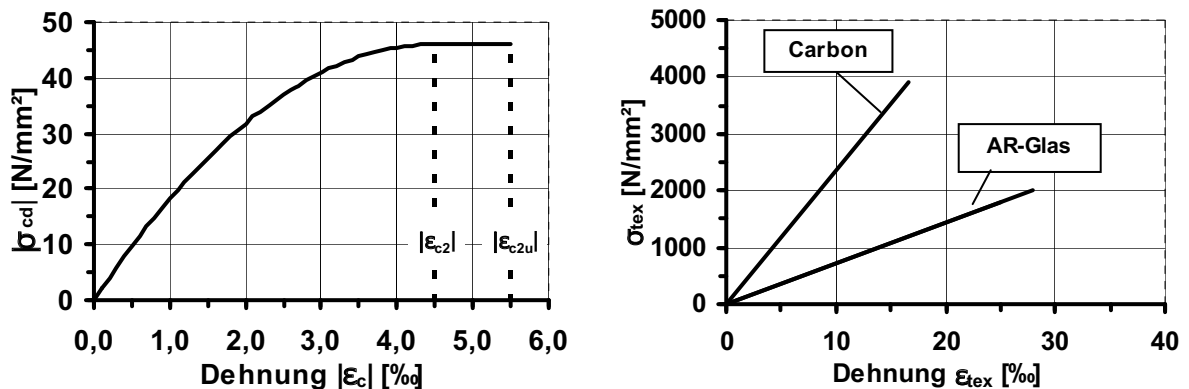 |σcd| [N/mm²]
50
40
30
20
10
0
|εc2|
|εc2u|
0,0 1,0 2,0 3,0 4,0 5,0 6,0
Dehnung |εc| [‰]
σtex [N/mm²]
5000
4000
3000
2000
1000
0
Carbon
AR-Glas
0 10 20 30 40
Dehnung εtex [‰]